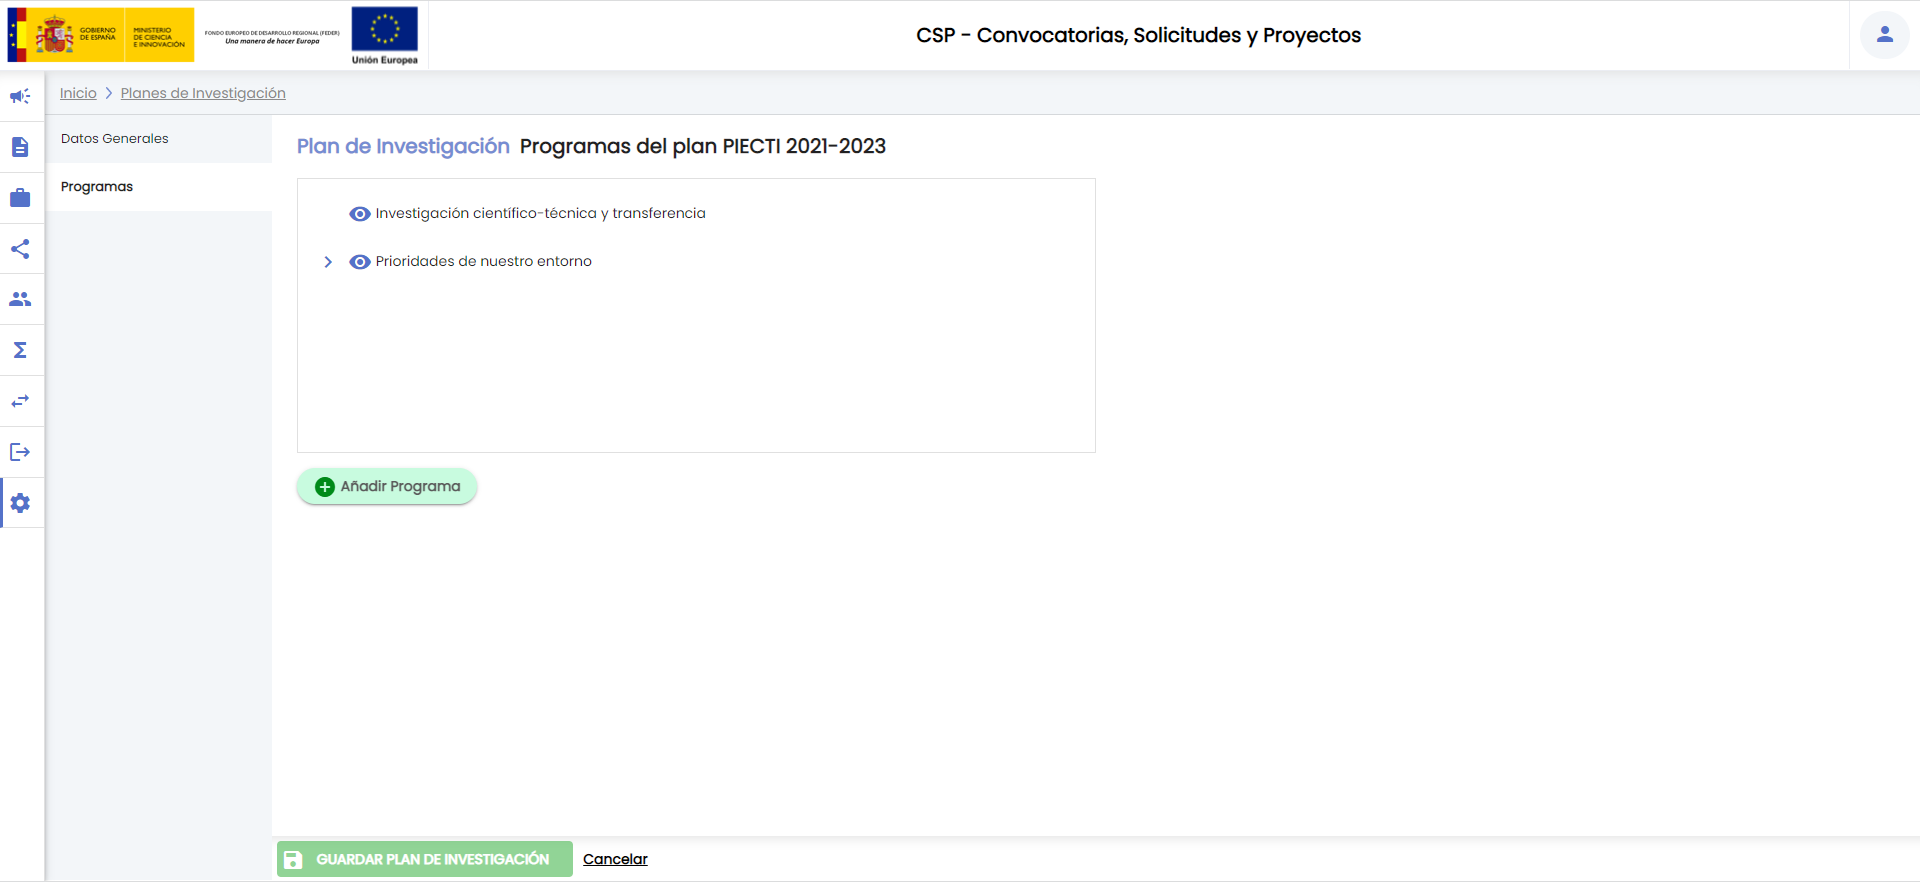 GOBIERNO
DE ESPAÑA
MINISTERIO
DE CIENCIA
E INNOVACIÓN
FONDO EUROPEO DE DESARROLLO REGIONAL (FEDER)
Una manera de hacer Europa
Unión Europea
CSP - Convocatorias, Solicitudes y Proyectos
Inicio
Planes de Investigación
Datos Generales
Programas
Plan de Investigación Programas del plan PIECTI 2021-2023
Investigación científico-técnica y transferencia
Prioridades de nuestro entorno
Añadir Programa
GUARDAR PLAN DE INVESTIGACIÓN
Cancelar